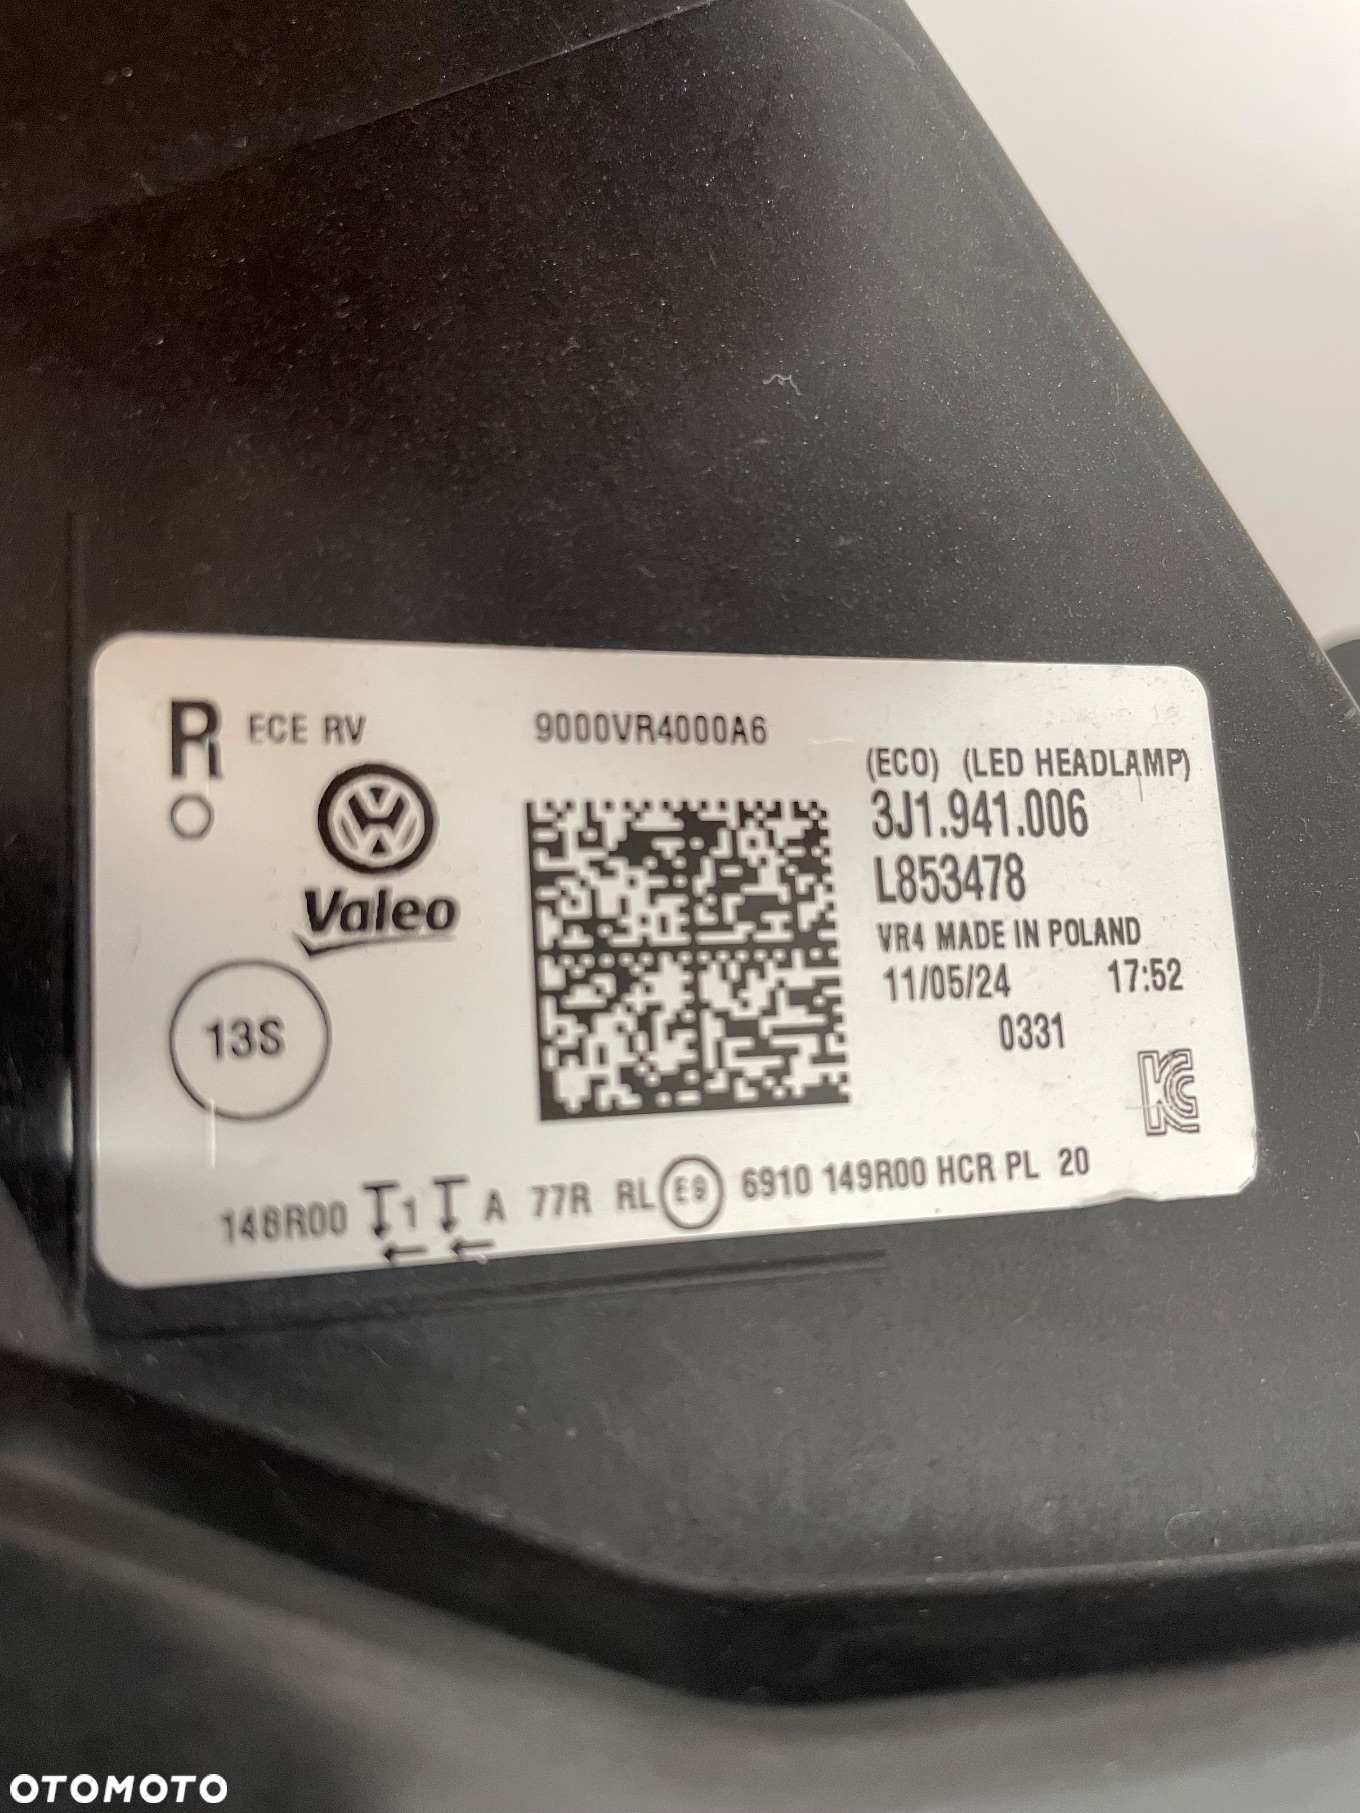 R ECE RV
9000VR4000A6
(ECO) (LED HEADLAMP)
3J1.941.006
L853478
VR4 MADE IN POLAND
11/05/24 17:52
0331
Valeo
13S
148R00 1 A 77R RL E9 6910 149R00 HCR PL 20
OTOMOTO